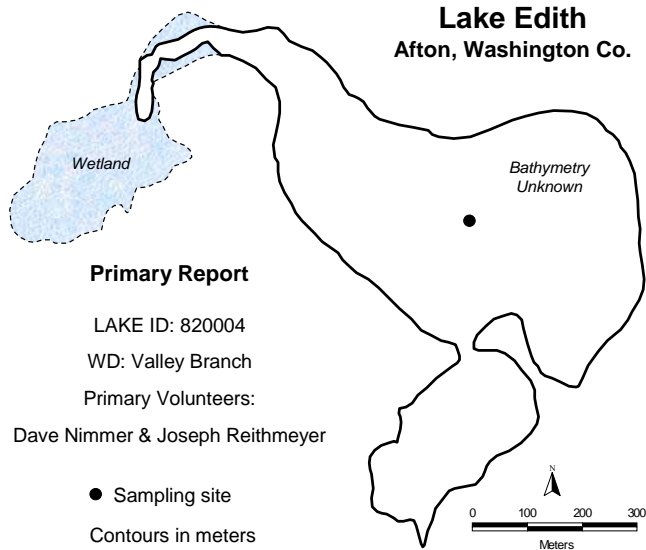 Lake Edith
Afton, Washington Co.
Wetland
Bathymetry
Unknown
Primary Report
LAKE ID: 820004
WD: Valley Branch
Primary Volunteers:
Dave Nimmer & Joseph Reithmeyer
Sampling site
Contours in meters
N
0 100 200 300
Meters